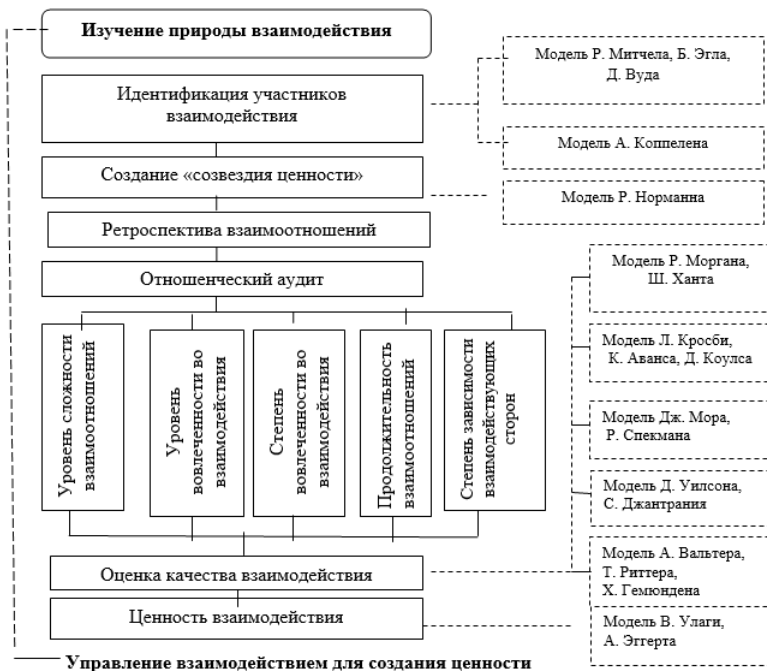 Изучение природы взаимодействия
Идентификация участников
взаимодействия
Модель Р. Митчела, Б. Эгла,
Д. Вуда
Модель А. Коппелена
Создание «созвездия ценности»
Модель Р. Норманна
Ретроспектива взаимоотношений
Отношенческий аудит
Уровень сложности
взаимоотношений
Уровень
вовлеченности во
взаимодействия
Степень
вовлеченности во
взаимодействия
Продолжительность
взаимоотношений
Степень зависимости
взаимодействующих
сторон
Модель Р. Моргана,
Ш. Ханта
Модель Л. Кросби,
К. Аванса, Д. Коулса
Модель Дж. Мора,
Р. Спекмана
Модель Д. Уилсона,
С. Джантрания
Оценка качества взаимодействия
Модель А. Вальтера,
Т. Риттера,
Х. Гемюндена
Ценность взаимодействия
Модель В. Улаги,
А. Эггерта
Управление взаимодействием для создания ценности